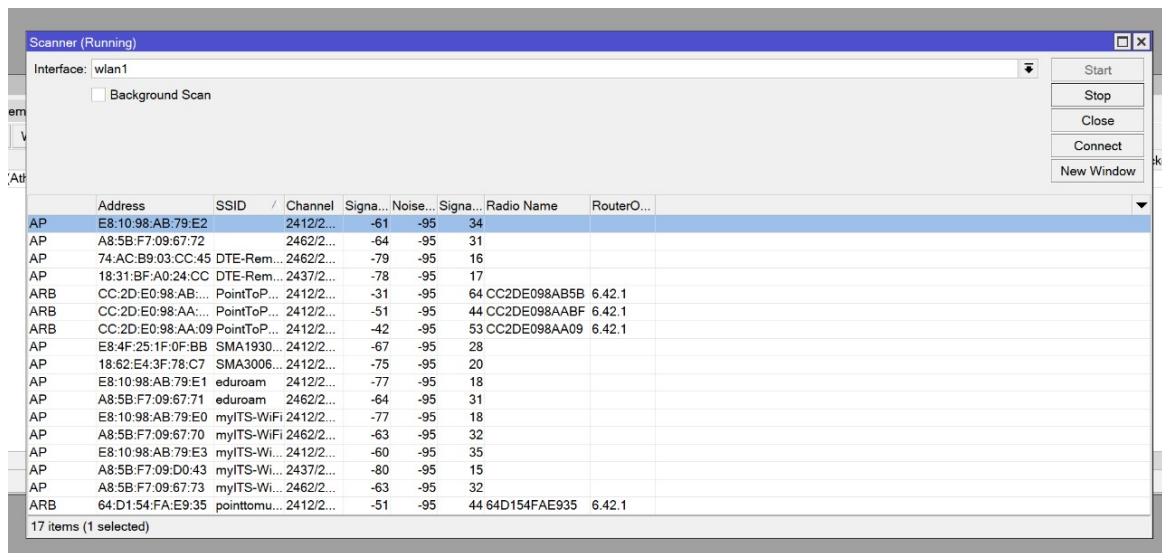 Scanner (Running)
Interface: wlan1
Start
Background Scan
Stop
Close
Connect
New Window
em
(Ath
Address SSID / Channel Signa... Noise... Signa... Radio Name RouterO...
AP E8:10:98:AB:79:E2 2412/2... -61 -95 34
AP A8:5B:F7:09:67:72 2462/2... -64 -95 31
AP 74:AC:B9:03:CC:45 DTE-Rem... 2462/2... -79 -95 16
AP 18:31:BF:A0:24:CC DTE-Rem... 2437/2... -78 -95 17
ARB CC:2D:E0:98:AB:... PointToP... 2412/2... -31 -95 64 CC2DE098AB5B 6.42.1
ARB CC:2D:E0:98:AA:... PointToP... 2412/2... -51 -95 44 CC2DE098AABF 6.42.1
ARB CC:2D:E0:98:AA:09 PointToP... 2412/2... -42 -95 53 CC2DE098AA09 6.42.1
AP E8:4F:25:1F:0F:BB SMA1930... 2412/2... -67 -95 28
AP 18:62:E4:3F:78:C7 SMA3006... 2412/2... -75 -95 20
AP E8:10:98:AB:79:E1 eduroam 2412/2... -77 -95 18
AP A8:5B:F7:09:67:71 eduroam 2462/2... -64 -95 31
AP E8:10:98:AB:79:E0 myITS-WiFi 2412/2... -77 -95 18
AP A8:5B:F7:09:67:70 myITS-WiFi 2462/2... -63 -95 32
AP E8:10:98:AB:79:E3 myITS-Wi... 2412/2... -60 -95 35
AP A8:5B:F7:09:D0:43 myITS-Wi... 2437/2... -80 -95 15
AP A8:5B:F7:09:67:73 myITS-Wi... 2462/2... -63 -95 32
ARB 64:D1:54:FA:E9:35 pointtomu... 2412/2... -51 -95 44 64D154FAE935 6.42.1
17 items (1 selected)